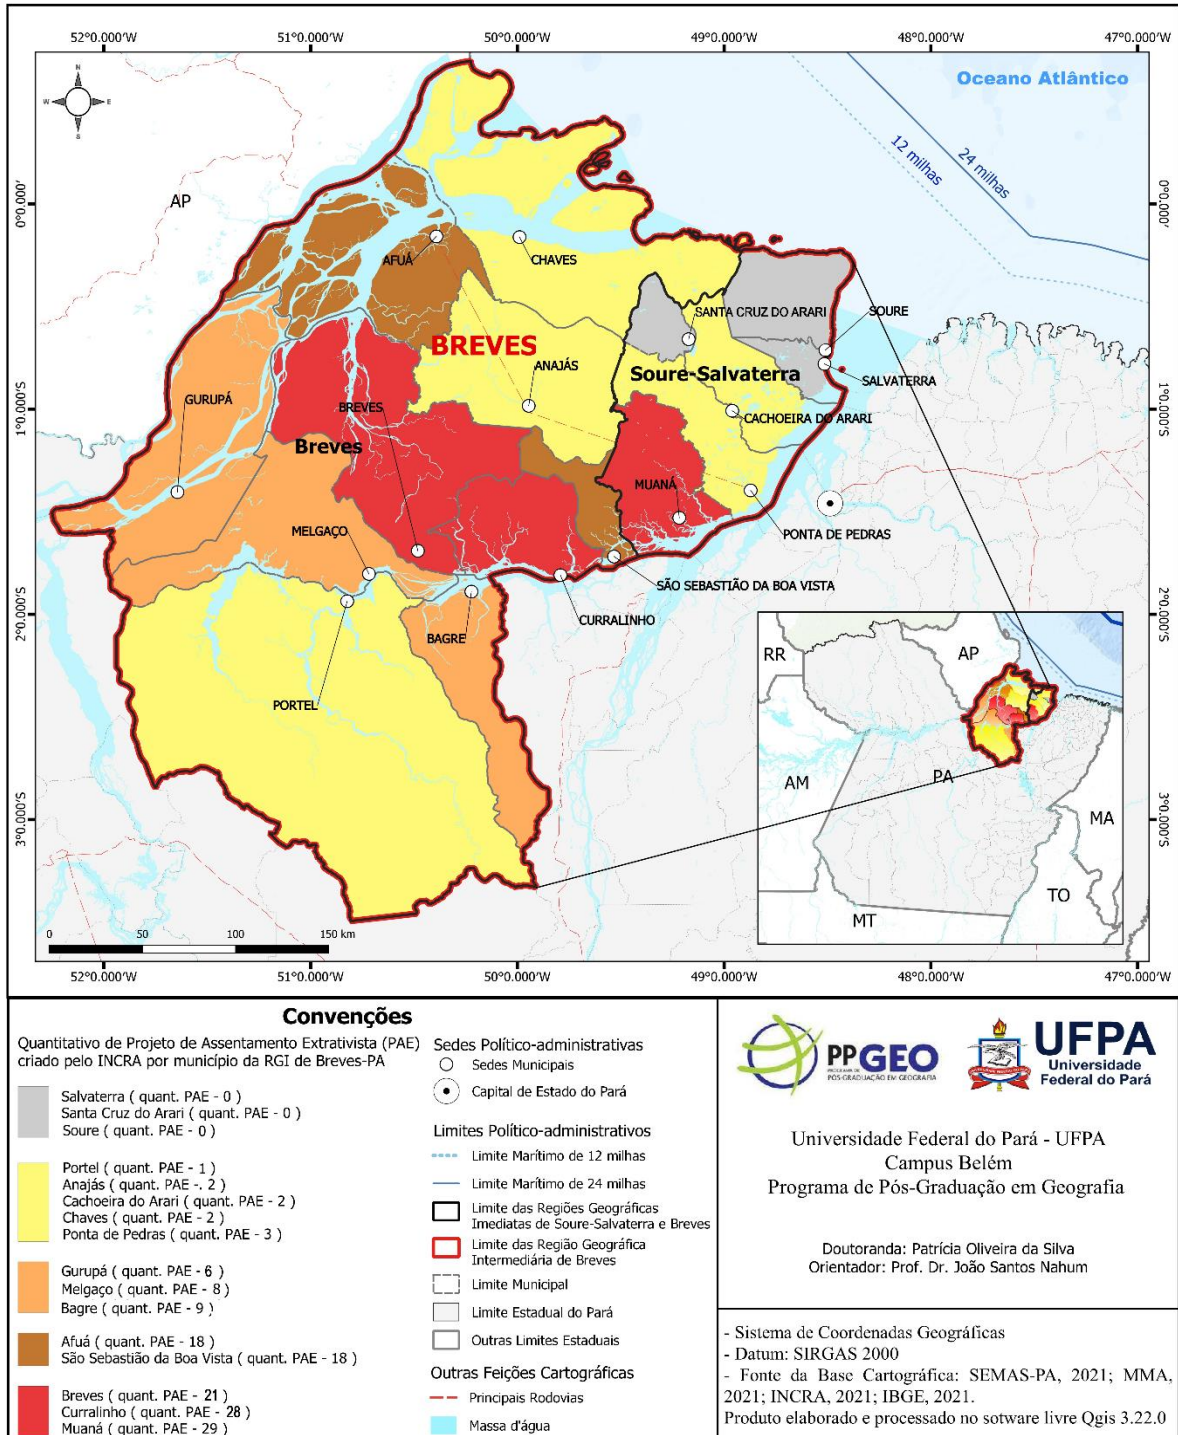 52°0.000'W 51°0.000'W 50°0.000'W 49°0.000'W 48°0.000'W 47°0.000'W
N
W E
S
Oceano Atlântico
12 milhas
24 milhas
0°0.000'
0°0.000'
AP
AFUÁ
CHAVES
SANTA CRUZ DO ARARI
SOURE
BREVES
ANAJÁS
Soure-Salvaterra
SALVATERRA
GURUPÁ
BREVES
CACHOEIRA DO ARARI
1°0.000'S
1°0.000'S
Breves
MUANÁ
MELGAÇO
PONTA DE PEDRAS
SÃO SEBASTIÃO DA BOA VISTA
CURRALINHO
2°0.000'S
2°0.000'S
BAGRE
PORTEL
RR
AP
AM
PA
MA
TO
MT
3°0.000'S
3°0.000'S
0 50 100 150 km
52°0.000'W 51°0.000'W 50°0.000'W 49°0.000'W 48°0.000'W 47°0.000'W
Convenções
Quantitativo de Projeto de Assentamento Extrativista (PAE)
criado pelo INCRA por município da RGI de Breves-PA
Salvaterra ( quant. PAE - 0 )
Santa Cruz do Arari ( quant. PAE - 0 )
Soure ( quant. PAE - 0 )
Portel ( quant. PAE - 1 )
Anajás ( quant. PAE -. 2 )
Cachoeira do Arari ( quant. PAE - 2 )
Chaves ( quant. PAE - 2 )
Ponta de Pedras ( quant. PAE - 3 )
Gurupá ( quant. PAE - 6 )
Melgaço ( quant. PAE - 8 )
Bagre ( quant. PAE - 9 )
Afuá ( quant. PAE - 18 )
São Sebastião da Boa Vista ( quant. PAE - 18 )
Breves ( quant. PAE - 21 )
Curralinho ( quant. PAE - 28 )
Muaná ( quant. PAE - 29 )
Sedes Político-administrativas
Sedes Municipais
Capital de Estado do Pará
Limites Político-administrativos
Limite Marítimo de 12 milhas
Limite Marítimo de 24 milhas
Limite das Regiões Geográficas
Imediatas de Soure-Salvaterra e Breves
Limite das Região Geográfica
Intermediária de Breves
Limite Municipal
Limite Estadual do Pará
Outras Limites Estaduais
Outras Feições Cartográficas
Principais Rodovias
Massa d'água
PPGEO
PROGRAMA DE
PÓS-GRADUAÇÃO EM GEOGRAFIA
UFPA
Universidade
Federal do Pará
Universidade Federal do Pará - UFPA
Campus Belém
Programa de Pós-Graduação em Geografia
Doutoranda: Patrícia Oliveira da Silva
Orientador: Prof. Dr. João Santos Nahum
- Sistema de Coordenadas Geográficas
- Datum: SIRGAS 2000
- Fonte da Base Cartográfica: SEMAS-PA, 2021; MMA,
2021; INCRA, 2021; IBGE, 2021.
Produto elaborado e processado no sotware livre Qgis 3.22.0